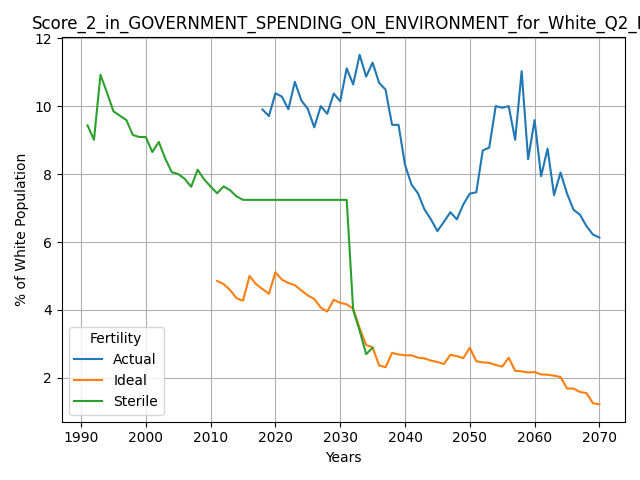 Score_2_in_GOVERNMENT_SPENDING_ON_ENVIRONMENT_for_White_Q2_
12
10
8
6
4
2
% of White Population
Fertility
Actual
Ideal
Sterile
1990 2000 2010 2020 2030 2040 2050 2060 2070
Years